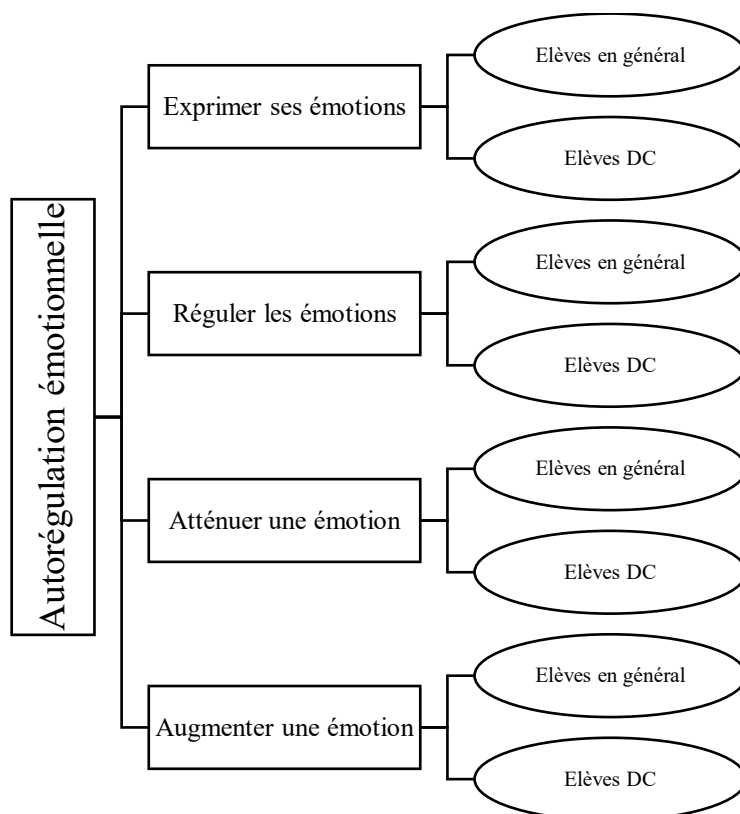 Autorégulation émotionnelle
Exprimer ses émotions
Elèves en général
Elèves DC
Réguler les émotions
Elèves en général
Elèves DC
Atténuer une émotion
Elèves en général
Elèves DC
Augmenter une émotion
Elèves en général
Elèves DC